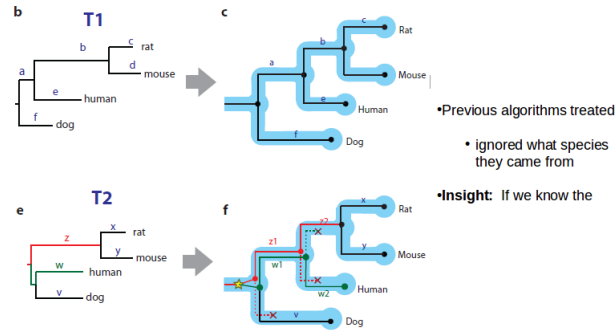 b
T1
c
a
b
c
rat
d
mouse
e
human
f
dog
a
b
c
Rat
d
Mouse
e
Human
f
Dog
•Previous algorithms treated
• ignored what species
they came from
•Insight: If we know the
T2
e
z
x
rat
y
mouse
w
human
v
dog
f
z1
z2
x
Rat
y
Mouse
w1
w2
Human
v
Dog